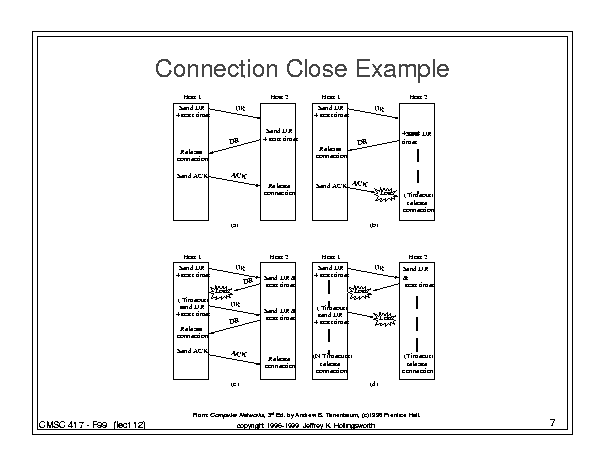 Connection Close Example
Host 1
Host 2
Send DR
+ start timer
DR
Send DR
+ start timer
DR
Release
connection
Send ACK
ACK
Release
connection
(a)
Host 1
Host 2
Send DR
+ start timer
DR
Send DR
timer
DR
Release
connection
Send ACK
ACK
Lost
(Timeout)
release
connection
(b)
Host 1
Host 2
Send DR
+ start timer
DR
Send DR &
start timer
DR
Lost
(Timeout)
send DR
+ start timer
DR
Send DR &
start timer
DR
Release
connection
Send ACK
ACK
Release
connection
(c)
Host 1
Host 2
Send DR
+ start timer
DR
Send DR
&
start timer
Lost
(Timeout)
send DR
+ start timer
Lost
(N Timeouts)
release
connection
(Timeout)
release
connection
(d)
From: Computer Networks, 3rd Ed. by Andrew S. Tanenbaum, (c)1996 Prentice Hall.
CMSC 417 - F99 (lect 12)
copyright 1996-1999 Jeffrey K. Hollingsworth
7